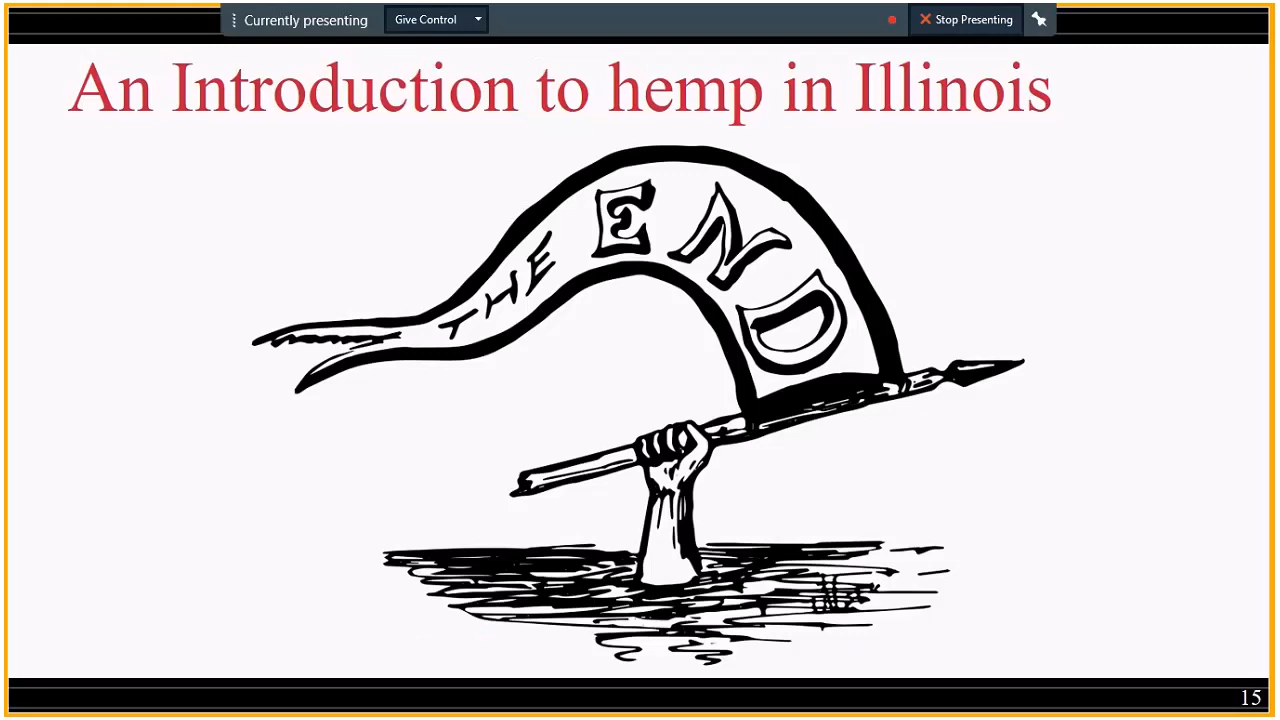 Currently presenting Give Control Stop Presenting
An Introduction to hemp in Illinois
THE END
15